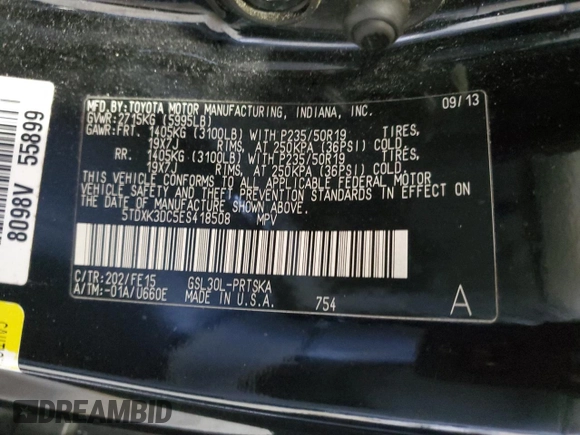 MFD. BY: TOYOTA MOTOR MANUFACTURING, INDIANA, INC. 09/13
GVWR: 2715KG (5995LB)
GAWR: FRT. 1405KG (3100LB) WITH P235/50R19 TIRES,
19X7J RIMS, AT 250KPA (36PSI) COLD.
RR. 1405KG (3100LB) WITH P235/50R19 TIRES,
19X7J RIMS, AT 250KPA (36PSI) COLD.
THIS VEHICLE CONFORMS TO ALL APPLICABLE FEDERAL MOTOR
VEHICLE SAFETY AND THEFT PREVENTION STANDARDS IN EFFECT ON
THE DATE OF MANUFACTURE SHOWN ABOVE.
5TDXK3DC5ES418508 MPV
C/TR: 202/FE15 GSL30L-PRTSKA
A/TM: -01A/U660E MADE IN U.S.A. 754 A
8098V 55899
DREAMBID